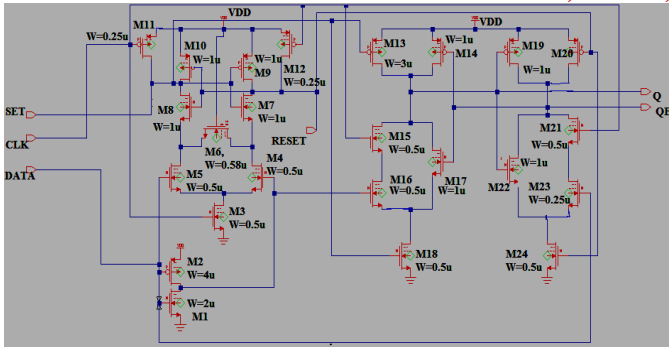 M11
W=0.25u
VDD
M10
W=1u
W=1u
M9
M12
W=0.25u
M8
W=1u
M7
W=1u
SET
CLK
DATA
RESET
M6,
W=0.58u
M5
W=0.5u
M4
W=0.5u
M3
W=0.5u
M2
W=4u
W=2u
M1
VDD
M13
W=3u
M14
W=1u
M19
W=1u
M20
Q
QB
M15
W=0.5u
M16
W=0.5u
M17
W=1u
M18
W=0.5u
M21
W=0.5u
W=1u
M22
M23
W=0.25u
M24
W=0.5u